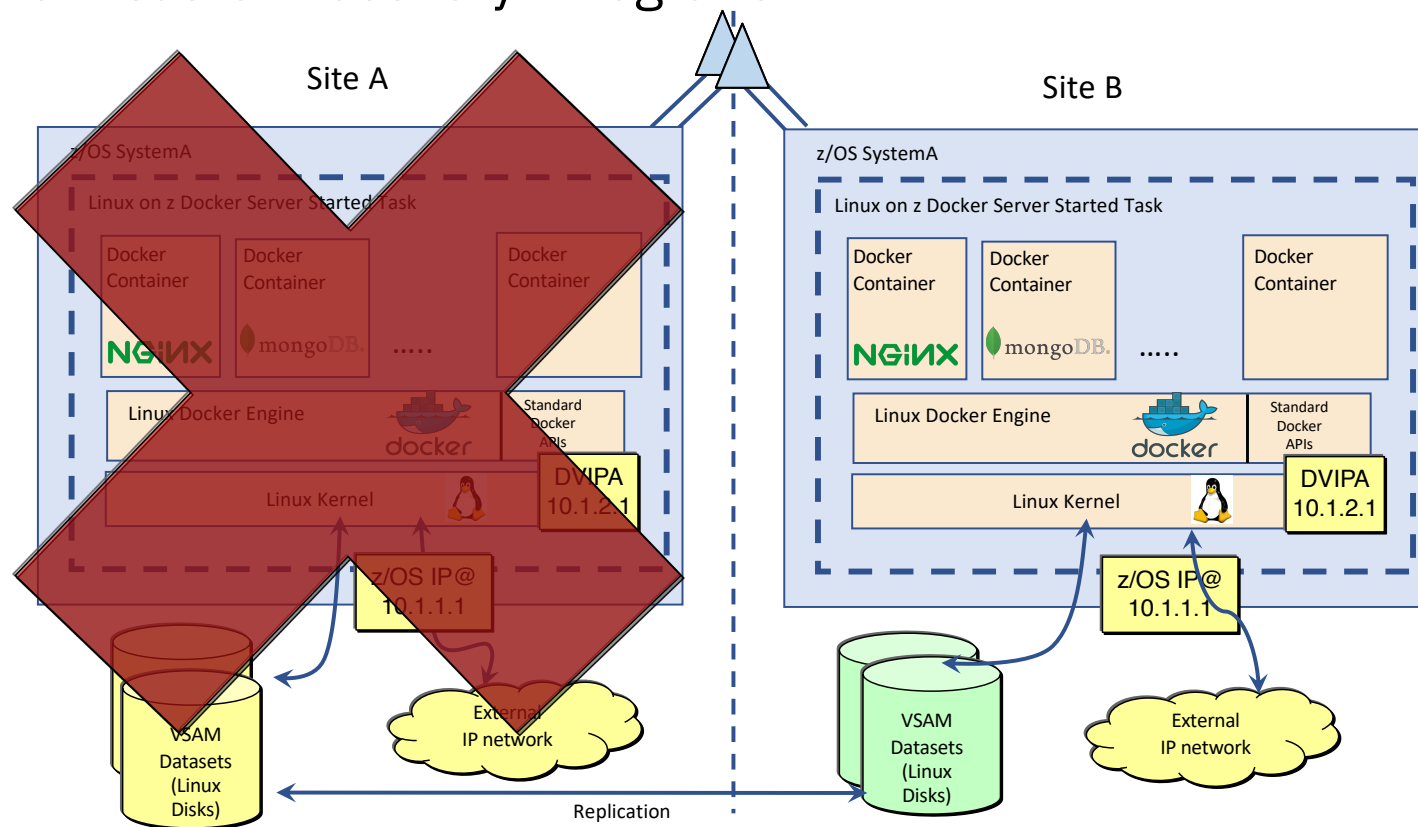 Site A
Site B
z/OS SystemA
Linux on z Docker Server Started Task
Docker
Container
NGINX
Docker
Container
mongoDB.
.....
Docker
Container
Linux Docker Engine
docker
Standard
Docker
APIs
Linux Kernel
DVIPA
10.1.2.1
z/OS IP@
10.1.1.1
VSAM
Datasets
(Linux
Disks)
External
IP network
z/OS SystemA
Linux on z Docker Server Started Task
Docker
Container
NGINX
Docker
Container
mongoDB.
.....
Docker
Container
Linux Docker Engine
docker
Standard
Docker
APIs
Linux Kernel
DVIPA
10.1.2.1
z/OS IP@
10.1.1.1
VSAM
Datasets
(Linux
Disks)
External
IP network
Replication